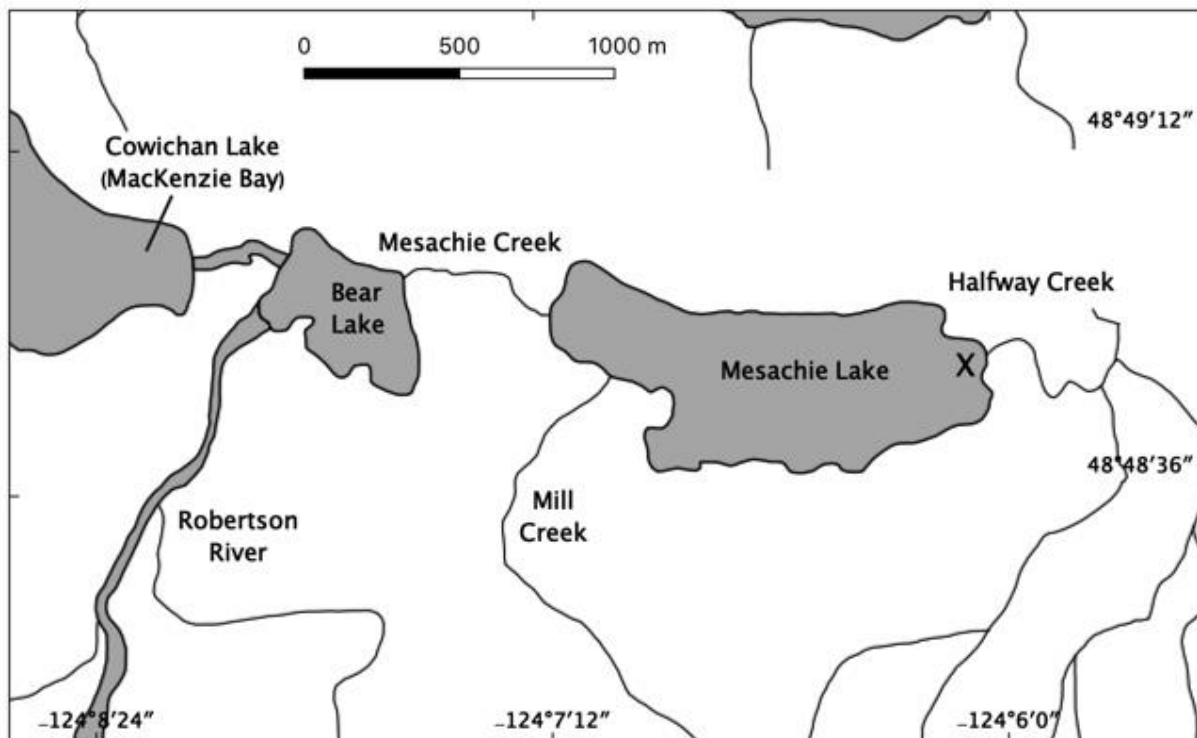 0 500 1000 m
48°49'12"
Cowichan Lake
(MacKenzie Bay)
Mesachie Creek
Halfway Creek
Bear
Lake
Mesachie Lake
X
48°48'36"
Mill
Creek
Robertson
River
–124°8'24"
–124°7'12"
–124°6'0"